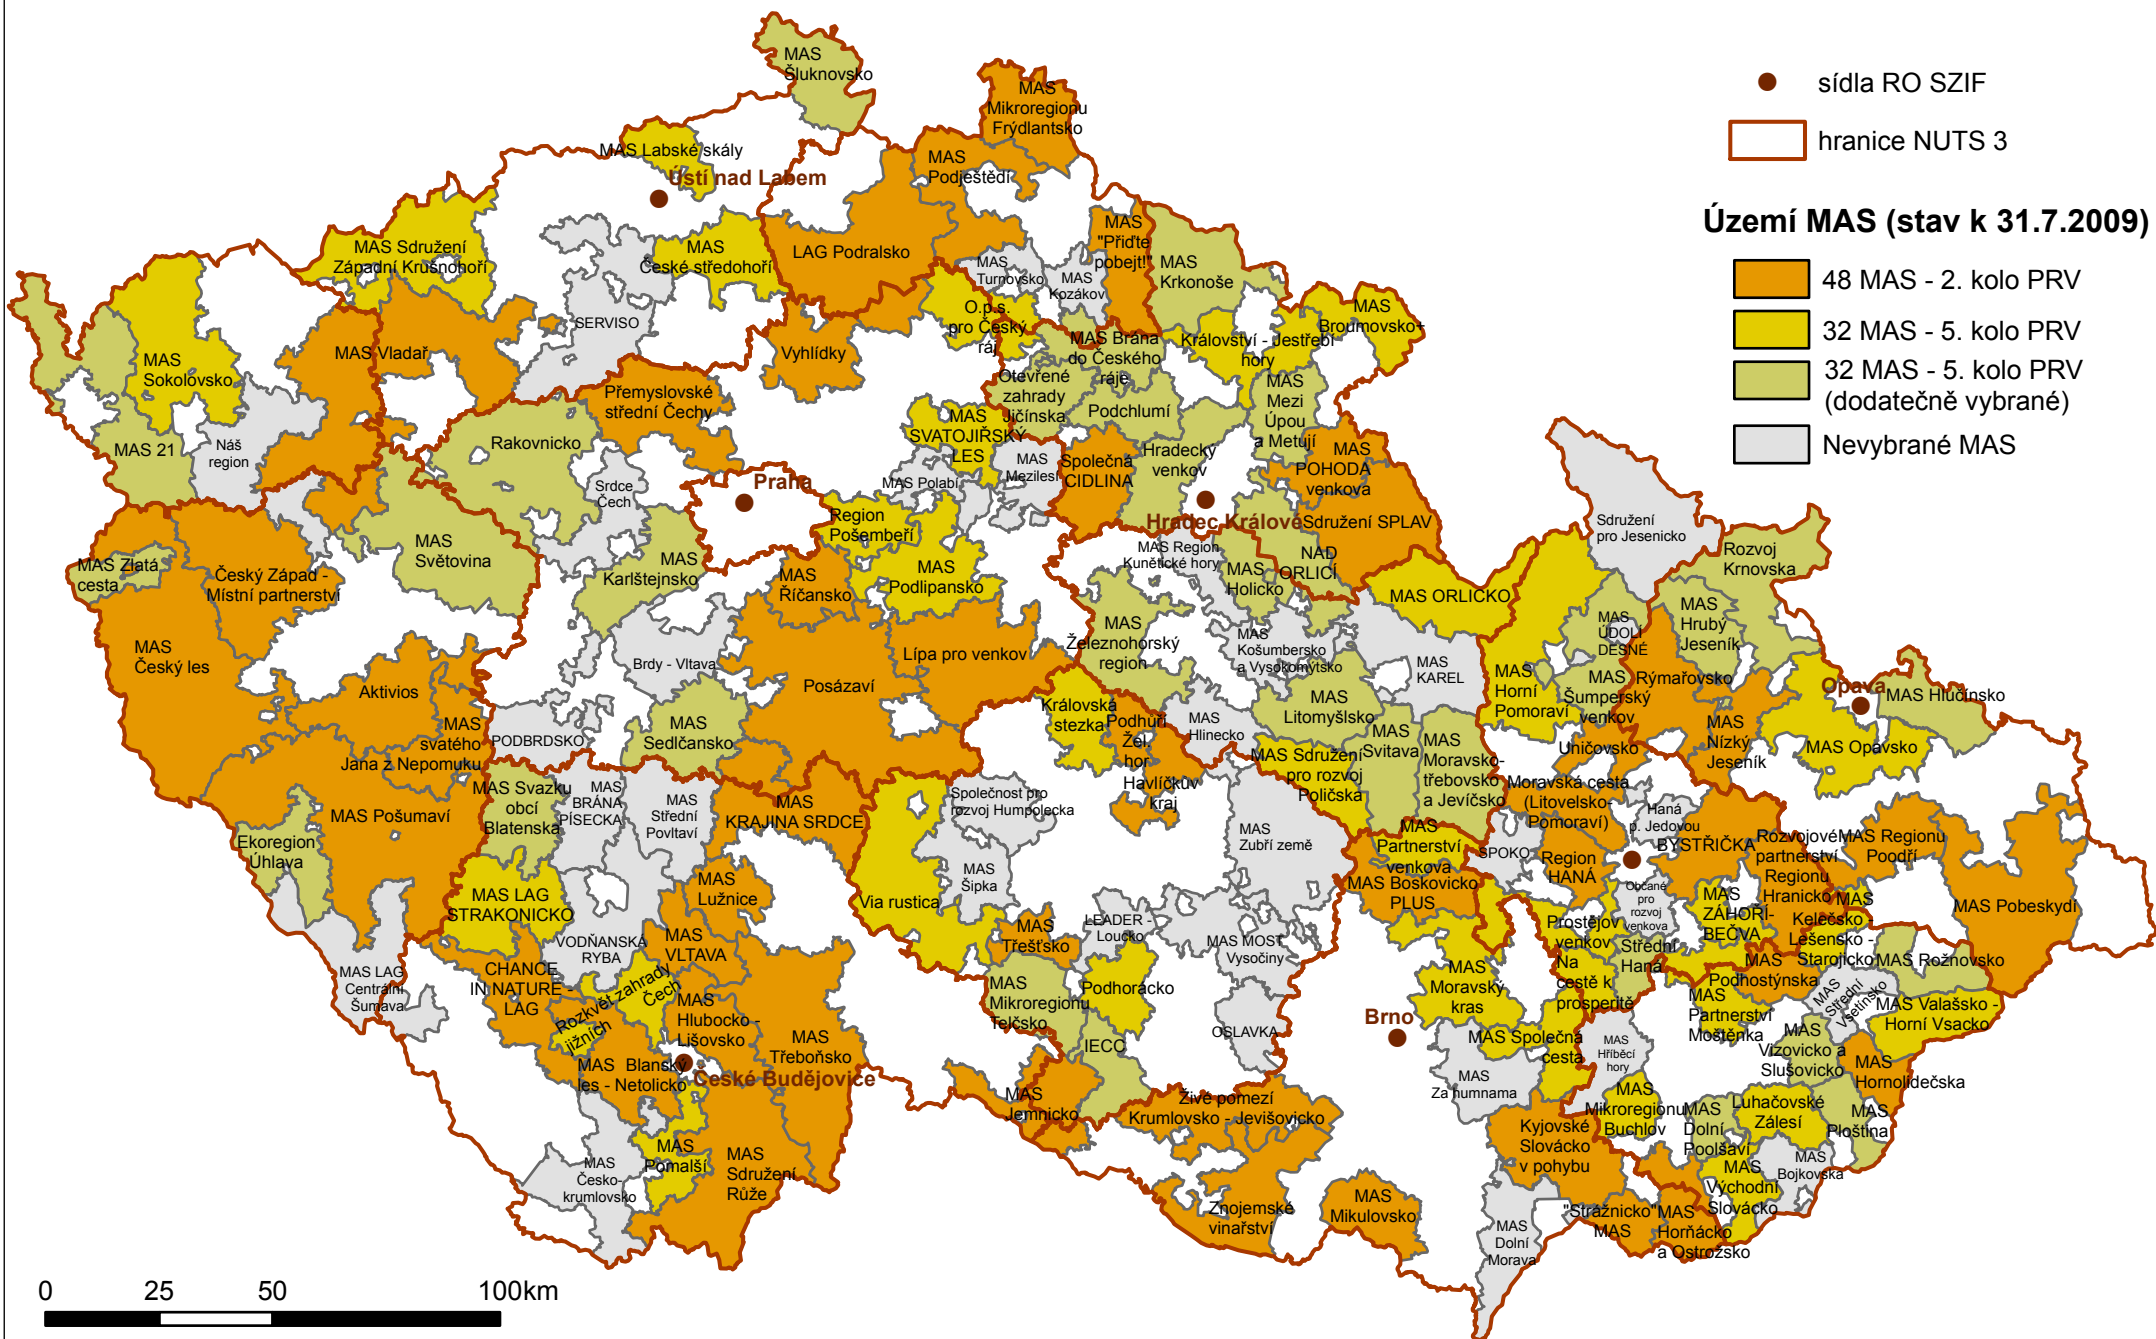 sídla RO SZIF
hranice NUTS 3
Území MAS (stav k 31.7.2009)
48 MAS - 2. kolo PRV
32 MAS - 5. kolo PRV
32 MAS - 5. kolo PRV
(dodatečně vybrané)
Nevybrané MAS
MAS
Šluknovsko
MAS
Mikroregionu
Frýdlantsko
MAS Labské skály
Ústí nad Labem
MAS
Podještědí
MAS Sdružení
Západní Krušnohoří
MAS
České středohoří
LAG Podralsko
MAS
Turnovsko
MAS
Kozákov
MAS
"Přiďte
pobejt!"
MAS
Krkonoše
MAS
Sokolovsko
MAS Vladař
SERVISO
Vyhlídky
O.p.s.
pro Český
ráj
MAS Brána
do Českého
ráje
Království - Jestřebí
hory
MAS
Broumovsko+
Přemyslovské
střední Čechy
Otevřené
zahrady
Jičínska
Podchlumí
MAS
Mezi
Úpou
a Metují
MAS 21
Náš
region
Rakovnicko
MAS
SVATOJIŘSKÝ
LES
MAS
Mezilesí
Společná
CIDLINA
Hradecký
venkov
MAS
POHODA
venkova
Srdce
Čech
Praha
MAS Polabí
Hradec Králové
Sdružení SPLAV
Sdružení
pro Jesenicko
MAS
Světovina
MAS
Karlštejnsko
Region
Pošembeří
MAS
Podlipansko
MAS Region
Kunětické hory
MAS
Holicko
NAD
ORLICÍ
MAS ORLICKO
Rozvoj
Krnovska
MAS Zlatá
cesta
Český Západ -
Místní partnerství
MAS
Říčansko
MAS
Železnohorský
region
MAS
Košumbersko
a Vysokomýtsko
MAS
KAREL
MAS
ÚDOLÍ
DESNÉ
MAS
Hrubý
Jeseník
MAS
Český les
Brdy - Vltava
Lípa pro venkov
Posázaví
Aktivios
MAS
Horní
Pomoraví
MAS
Šumperský
venkov
Rýmařovsko
Opava
MAS Hlučínsko
MAS
svatého
Jana z Nepomuku
PODBRDSKO
MAS
Sedlčansko
Královská
stezka
Podhůří
Žel.
hor
MAS
Hlinecko
MAS
Litomyšlsko
MAS
Svitava
MAS
Moravsko-
třebovsko
a Jevíčsko
Uničovsko
MAS
Nízký
Jeseník
MAS Opavsko
MAS Pošumaví
MAS Svazku
obcí
Blatenska
MAS
BRÁNA
PÍSECKA
MAS
Střední
Povltaví
MAS
KRAJINA SRDCE
Společnost pro
rozvoj Humpolecka
Havlíčkův
kraj
MAS Sdružení
pro rozvoj
Poličska
Moravská cesta
(Litovelsko-
Pomoraví)
Haná
p. Jedovou
Ekoregion
Úhlava
MAS
Zubří země
MAS
Partnerství
venkova
SPOKO
Region
HANÁ
BYSTŘIČKA
Rozvojové
partnerství
Regionu
Hranicko
MAS Regionu
Poodří
MAS LAG
STRAKONICKO
MAS
Lužnice
Via rustica
MAS
Šipka
MAS Boskovicko
PLUS
Občané
pro
rozvoj
venkova
MAS
ZÁHOŘÍ-
BEČVA
MAS
Kelečsko -
Lešensko -
Starojicko
MAS Pobeskydí
VODŇANSKÁ
RYBA
MAS
VLTAVA
MAS
Třešťsko
LEADER -
Loucko
MAS MOST
Vysočiny
Prostějov
venkov
Na
cestě k
prosperitě
Střední
Haná
MAS
Podhostýnska
MAS Rožnovsko
MAS LAG
Centrální
Šumava
CHANCE
IN NATURE -
LAG
Rozkvět zahrady
jižních
Čech
MAS
Hlubocko -
Lišovsko
MAS
Třeboňsko
MAS
Mikroregionu
Telčsko
Podhorácko
OSLAVKA
MAS
Moravský
kras
Brno
MAS
Partnerství
Moštěnka
MAS
Střední
Vsetínsko
MAS Valašsko -
Horní Vsacko
MAS Blanský
les - Netolicko
České Budějovice
IECC
MAS Společná
cesta
MAS
Hříběcí
hory
MAS
Vizovicko a
Slušovicko
MAS
Hornolidečska
MAS
Jemnicko
Živé pomezí
Krumlovsko - Jevišovicko
MAS
Za humnama
MAS
Mikroregionu
Buchlov
MAS
Dolní
Poolšaví
Luhačovské
Zálesí
MAS
Ploština
MAS
Česko-
krumlovsko
MAS
Pomalší
MAS
Sdružení
Růže
Znojemské
vinařství
MAS
Mikulovsko
Kyjovské
Slovácko
v pohybu
MAS
Východní
Slovácko
MAS
Bojkovska
MAS
Dolní
Morava
"Strážnicko"
MAS
MAS
Horňácko
a Ostrožsko
0 25 50 100km